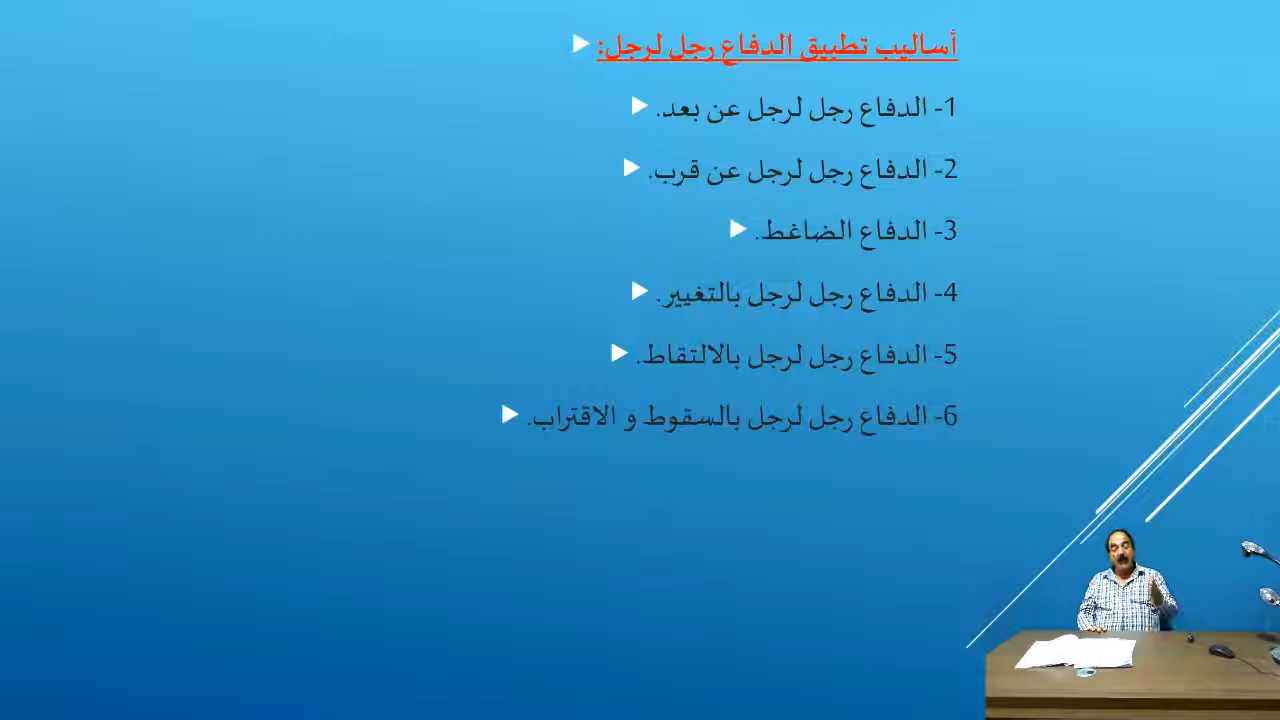 أساليب تطبيق الدفاع رجل لرجل:
1- الدفاع رجل لرجل عن بعد.
2- الدفاع رجل لرجل عن قرب.
3- الدفاع الضاغط.
4- الدفاع رجل لرجل بالتغيير.
5- الدفاع رجل لرجل بالالتقاط.
6- الدفاع رجل لرجل بالسقوط و الاقتراب.